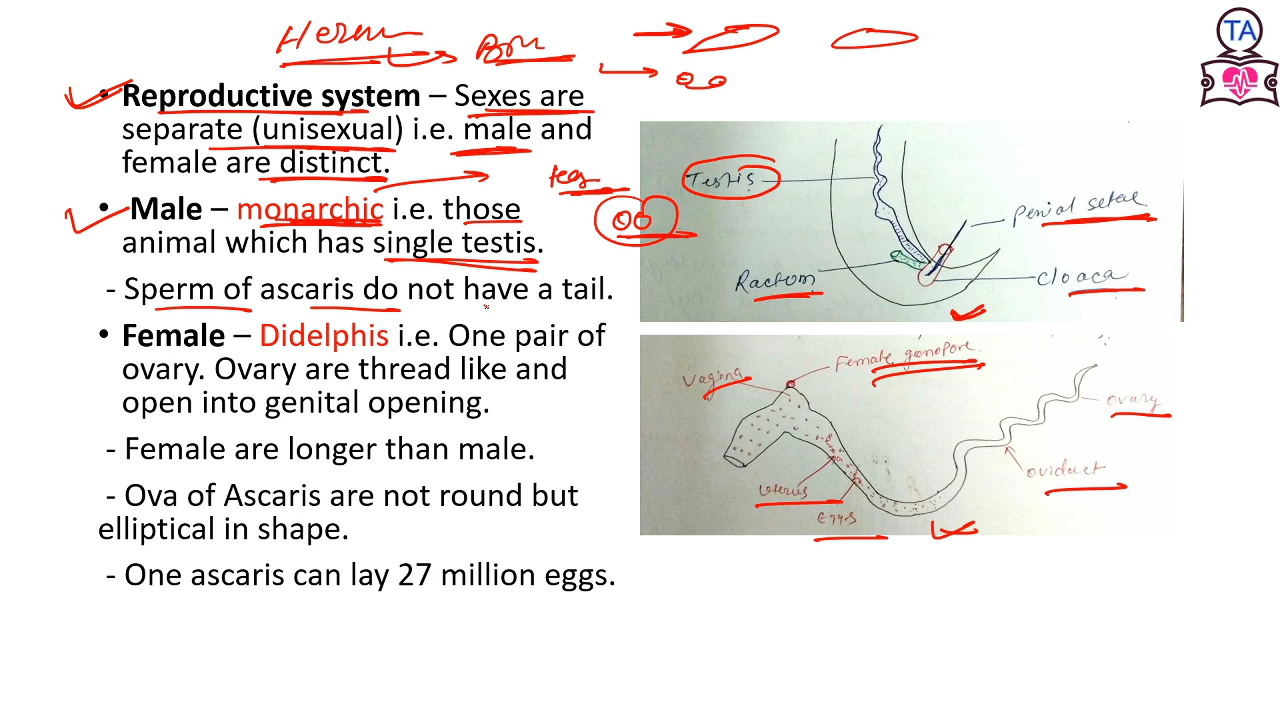 TA
Herm
• Reproductive system – Sexes are
separate (unisexual) i.e. male and
female are distinct.
• Male – monarchic i.e. those
animal which has single testis.
- Sperm of ascaris do not have a tail.
• Female – Didelphis i.e. One pair of
ovary. Ovary are thread like and
open into genital opening.
- Female are longer than male.
- Ova of Ascaris are not round but
elliptical in shape.
- One ascaris can lay 27 million eggs.
Testis
Penial setae
Ractom
Cloaca
Female gonopore
Vagina
Ovary
Oviduct
Uterus
Eggs